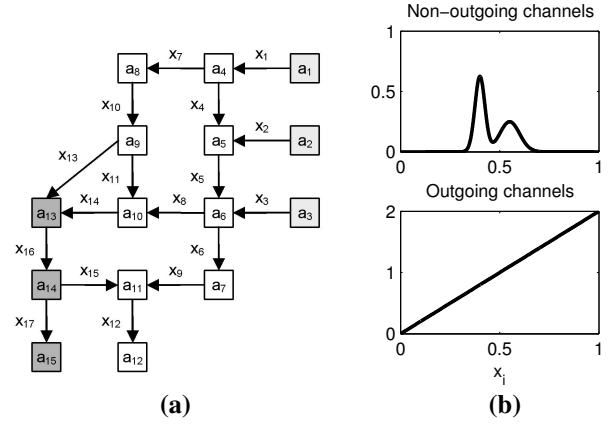 a₈ x₇ a₄ x₁ a₁
x₁₀ x₄
a₉ a₅ x₂ a₂
x₁₃ x₁₁ x₅
a₁₃ x₁₄ a₁₀ x₈ a₆ x₃ a₃
x₁₆ x₆
a₁₄ x₁₅ a₁₁ x₉ a₇
x₁₇ x₁₂
a₁₅ a₁₂
(a)
Non-outgoing channels
1
0.5
0
0 0.5 1
Outgoing channels
2
1
0
0 0.5 1
x_i
(b)